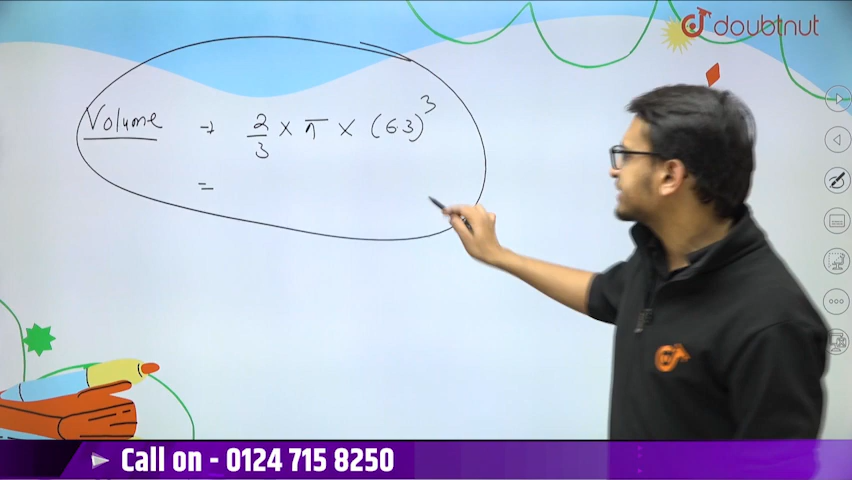 doubtnut
Volume → 2/3 × π × (63)³
=
Call on - 0124 715 8250